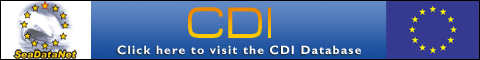 SeaDataNet
CDI
Click here to visit the CDI Database